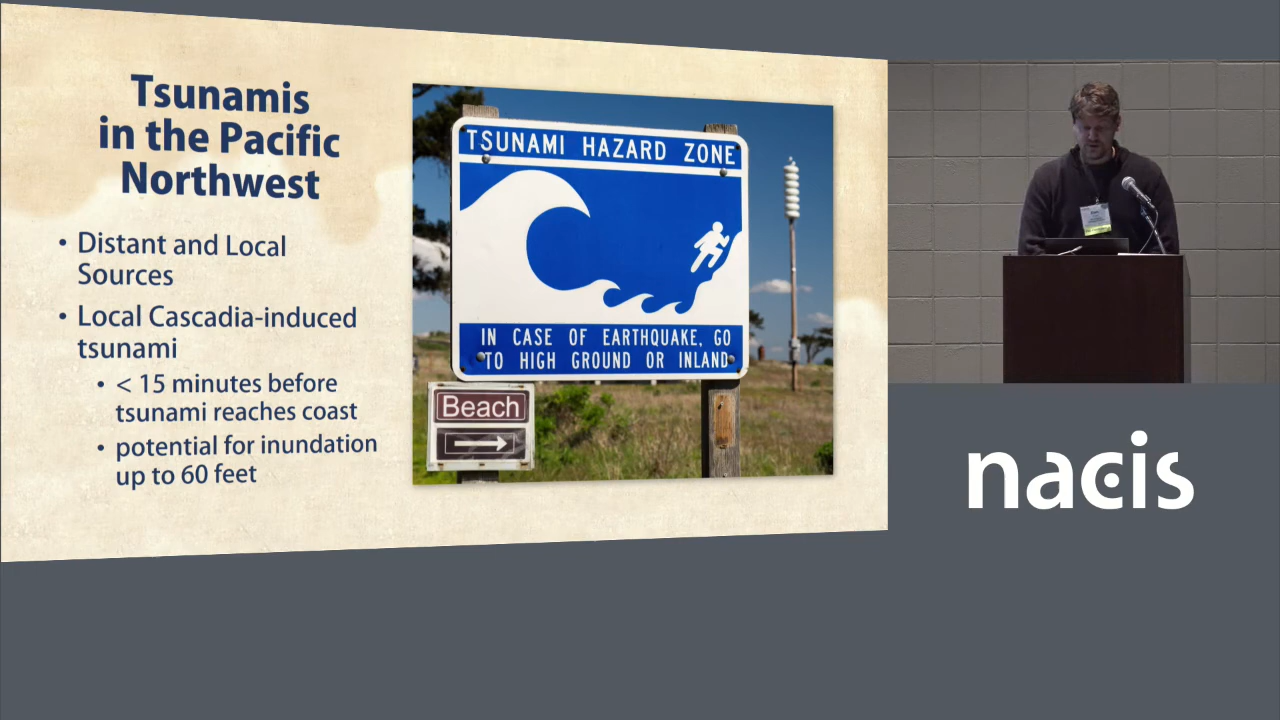 Tsunamis
in the Pacific
Northwest
• Distant and Local
Sources
• Local Cascadia-induced
tsunami
• < 15 minutes before
tsunami reaches coast
• potential for inundation
up to 60 feet
TSUNAMI HAZARD ZONE
IN CASE OF EARTHQUAKE, GO
TO HIGH GROUND OR INLAND
Beach
nacis